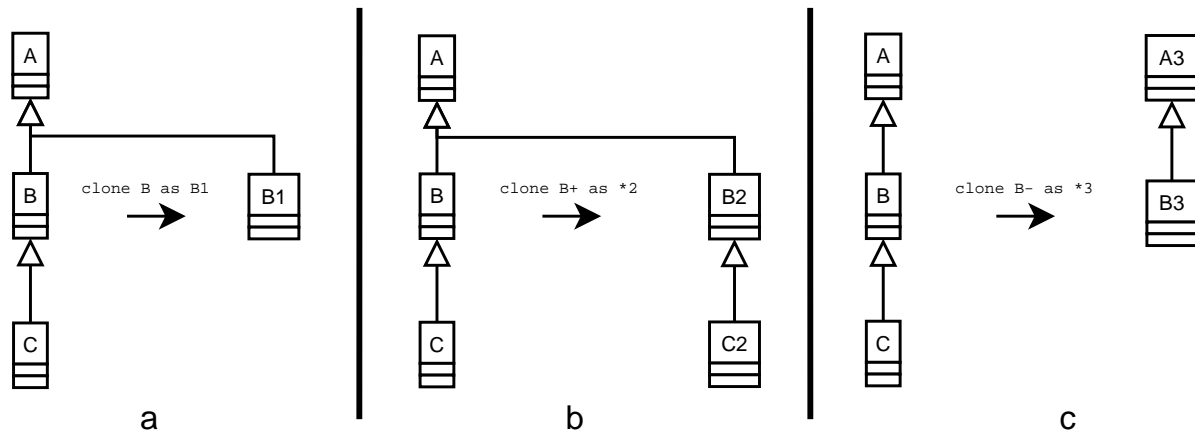 A
B
clone B as B1
B1
C
a
A
B
clone B+ as *2
B2
C
C2
b
A
A3
B
clone B- as *3
B3
C
c